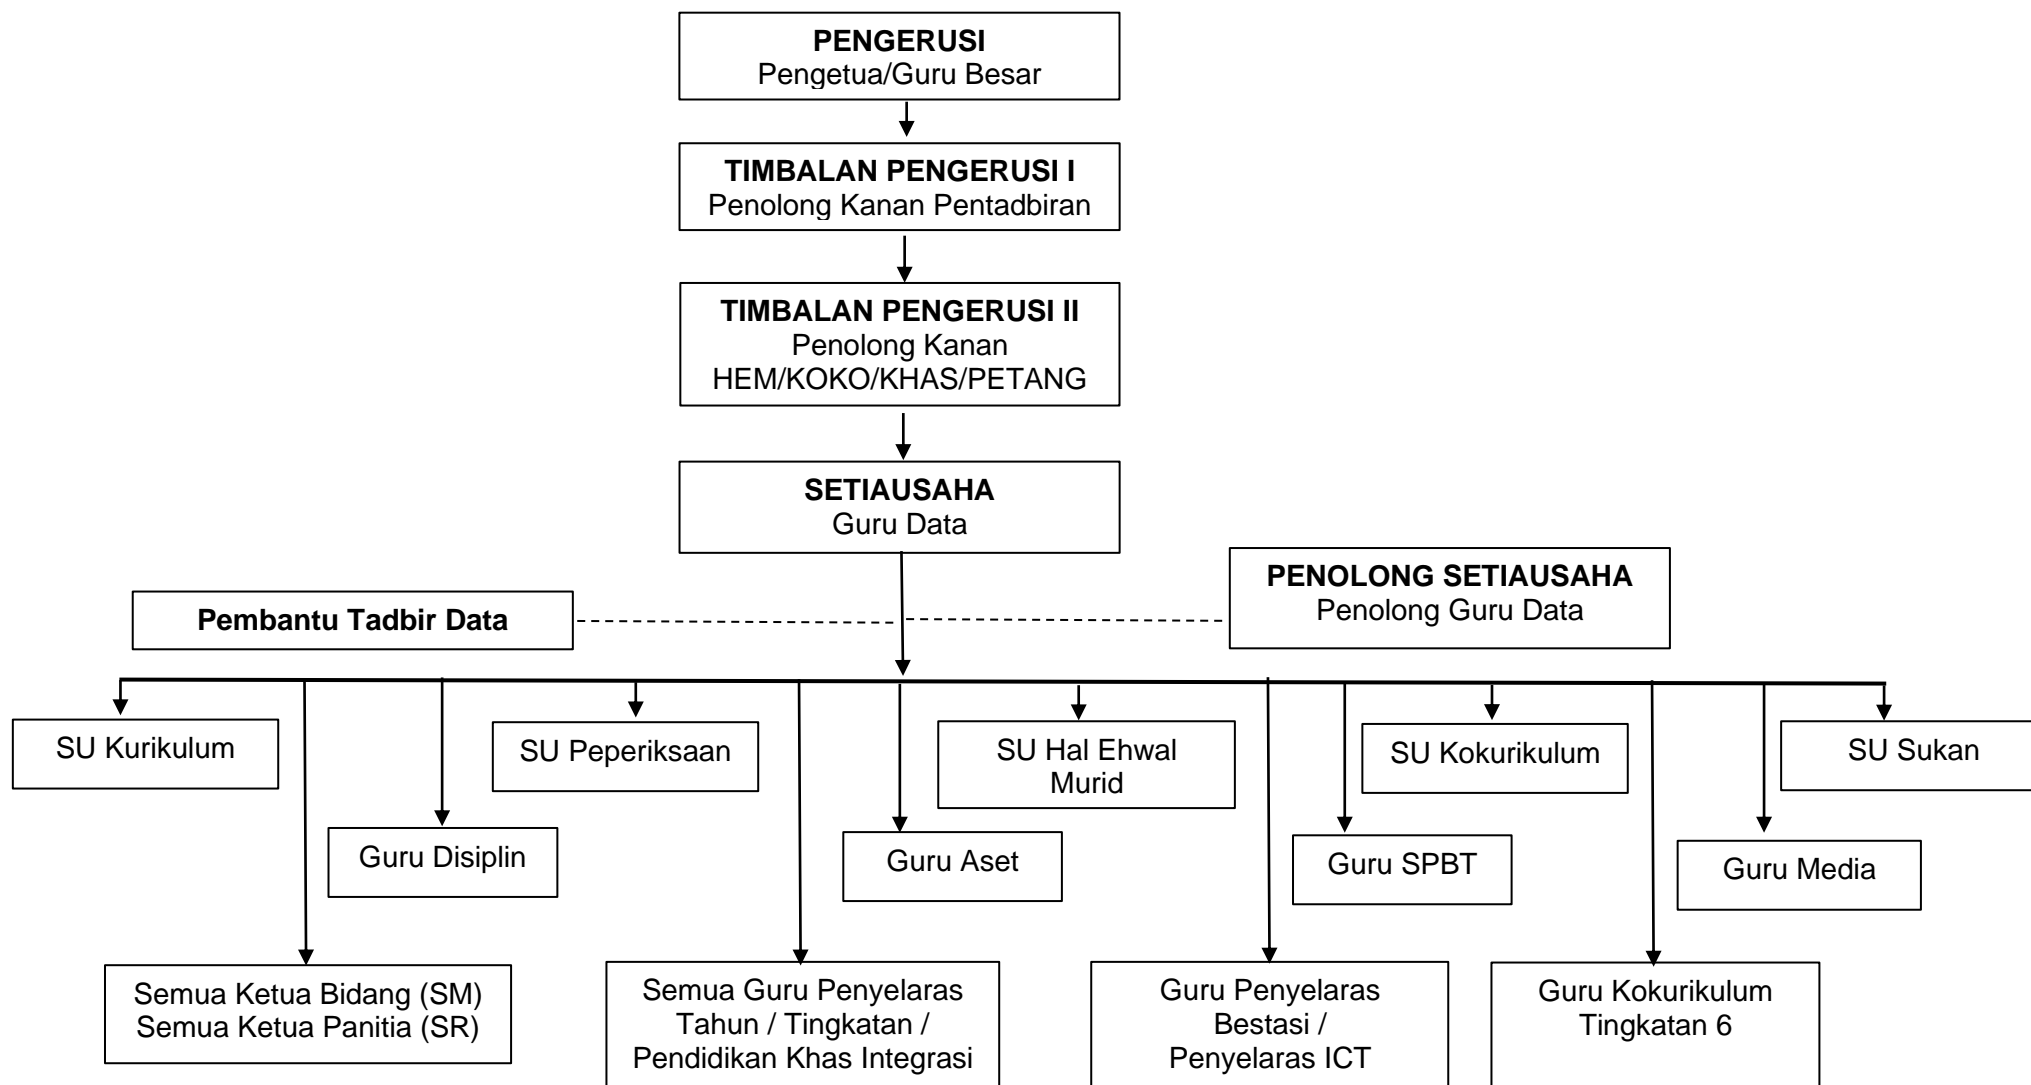 PENGERUSI
Pengetua/Guru Besar
TIMBALAN PENGERUSI I
Penolong Kanan Pentadbiran
TIMBALAN PENGERUSI II
Penolong Kanan
HEM/KOKO/KHAS/PETANG
SETIAUSAHA
Guru Data
PENOLONG SETIAUSAHA
Penolong Guru Data
Pembantu Tadbir Data
SU Kurikulum
SU Peperiksaan
SU Hal Ehwal
Murid
SU Kokurikulum
SU Sukan
Guru Disiplin
Guru Aset
Guru SPBT
Guru Media
Semua Ketua Bidang (SM)
Semua Ketua Panitia (SR)
Semua Guru Penyelaras
Tahun / Tingkatan /
Pendidikan Khas Integrasi
Guru Penyelaras
Bestasi /
Penyelaras ICT
Guru Kokurikulum
Tingkatan 6